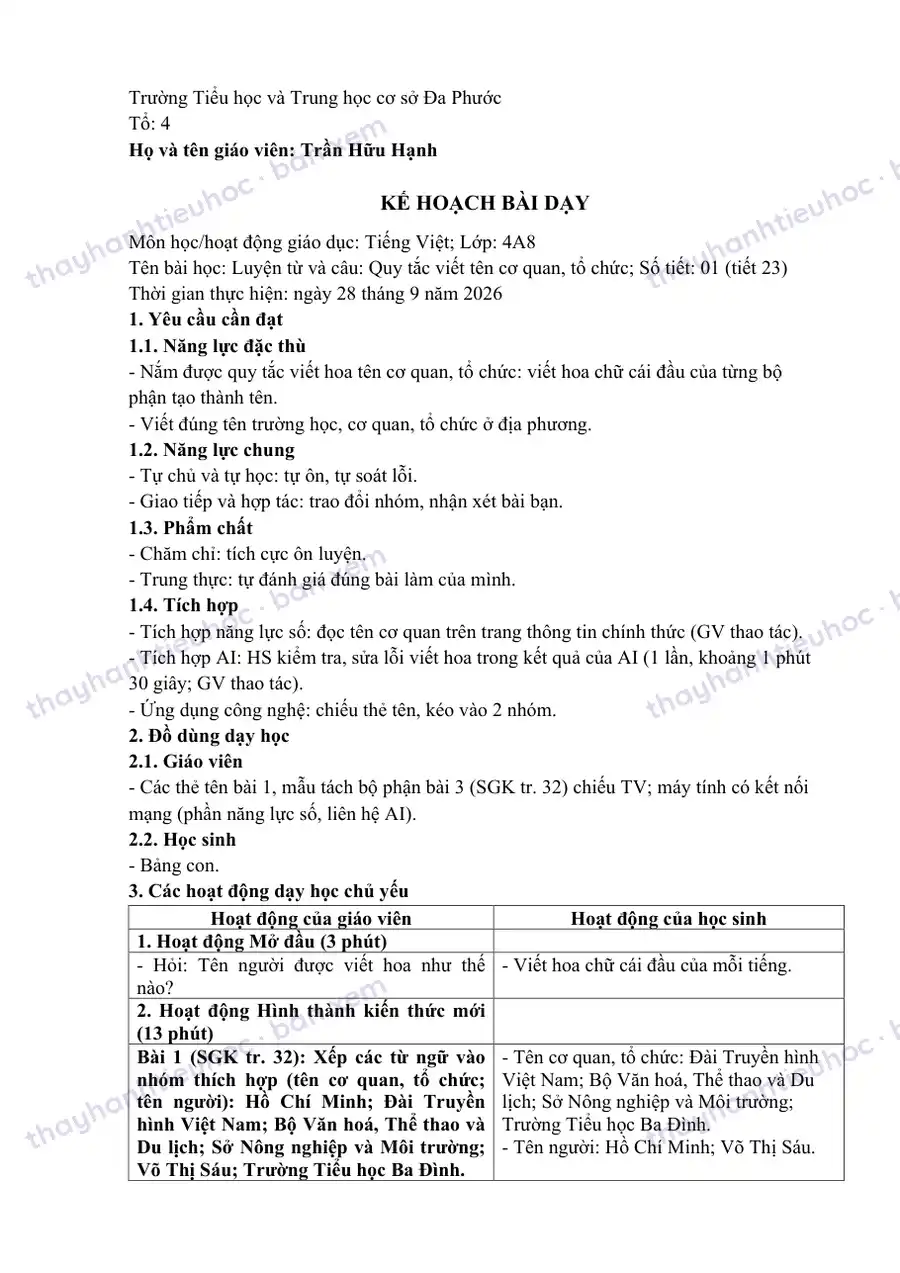 Trường Tiểu học và Trung học cơ sở Đa Phước
Tổ: 4
Họ và tên giáo viên: Trần Hữu Hạnh
KẾ HOẠCH BÀI DẠY
Môn học/hoạt động giáo dục: Tiếng Việt; Lớp: 4A8
Tên bài học: Luyện từ và câu: Quy tắc viết tên cơ quan, tổ chức; Số tiết: 01 (tiết 23)
Thời gian thực hiện: ngày 28 tháng 9 năm 2026
1. Yêu cầu cần đạt
1.1. Năng lực đặc thù
- Nắm được quy tắc viết hoa tên cơ quan, tổ chức: viết hoa chữ cái đầu của từng bộ
phận tạo thành tên.
- Viết đúng tên trường học, cơ quan, tổ chức ở địa phương.
1.2. Năng lực chung
- Tự chủ và tự học: tự ôn, tự soát lỗi.
- Giao tiếp và hợp tác: trao đổi nhóm, nhận xét bài bạn.
1.3. Phẩm chất
- Chăm chỉ: tích cực ôn luyện.
- Trung thực: tự đánh giá đúng bài làm của mình.
1.4. Tích hợp
- Tích hợp năng lực số: đọc tên cơ quan trên trang thông tin chính thức (GV thao tác).
- Tích hợp AI: HS kiểm tra, sửa lỗi viết hoa trong kết quả của AI (1 lần, khoảng 1 phút
30 giây; GV thao tác).
- Ứng dụng công nghệ: chiếu thẻ tên, kéo vào 2 nhóm.
2. Đồ dùng dạy học
2.1. Giáo viên
- Các thẻ tên bài 1, mẫu tách bộ phận bài 3 (SGK tr. 32) chiếu TV; máy tính có kết nối
mạng (phần năng lực số, liên hệ AI).
2.2. Học sinh
- Bảng con.
3. Các hoạt động dạy học chủ yếu
Hoạt động của giáo viên
Hoạt động của học sinh
1. Hoạt động Mở đầu (3 phút)
- Hỏi: Tên người được viết hoa như thế
nào?
- Viết hoa chữ cái đầu của mỗi tiếng.
2. Hoạt động Hình thành kiến thức mới
(13 phút)
Bài 1 (SGK tr. 32): Xếp các từ ngữ vào
nhóm thích hợp (tên cơ quan, tổ chức;
tên người): Hồ Chí Minh; Đài Truyền
hình Việt Nam; Bộ Văn hoá, Thể thao và
Du lịch; Sở Nông nghiệp và Môi trường;
Võ Thị Sáu; Trường Tiểu học Ba Đình.
- Tên cơ quan, tổ chức: Đài Truyền hình
Việt Nam; Bộ Văn hoá, Thể thao và Du
lịch; Sở Nông nghiệp và Môi trường;
Trường Tiểu học Ba Đình.
- Tên người: Hồ Chí Minh; Võ Thị Sáu.
thayhanhtieuhoc · bản xem
thayhanhtieuhoc · b
thayhanhtieuhoc · bản xem
thayhanhtieuhoc · b
thayhanhtieuhoc · bản xem
thayhanhtieuhoc · b